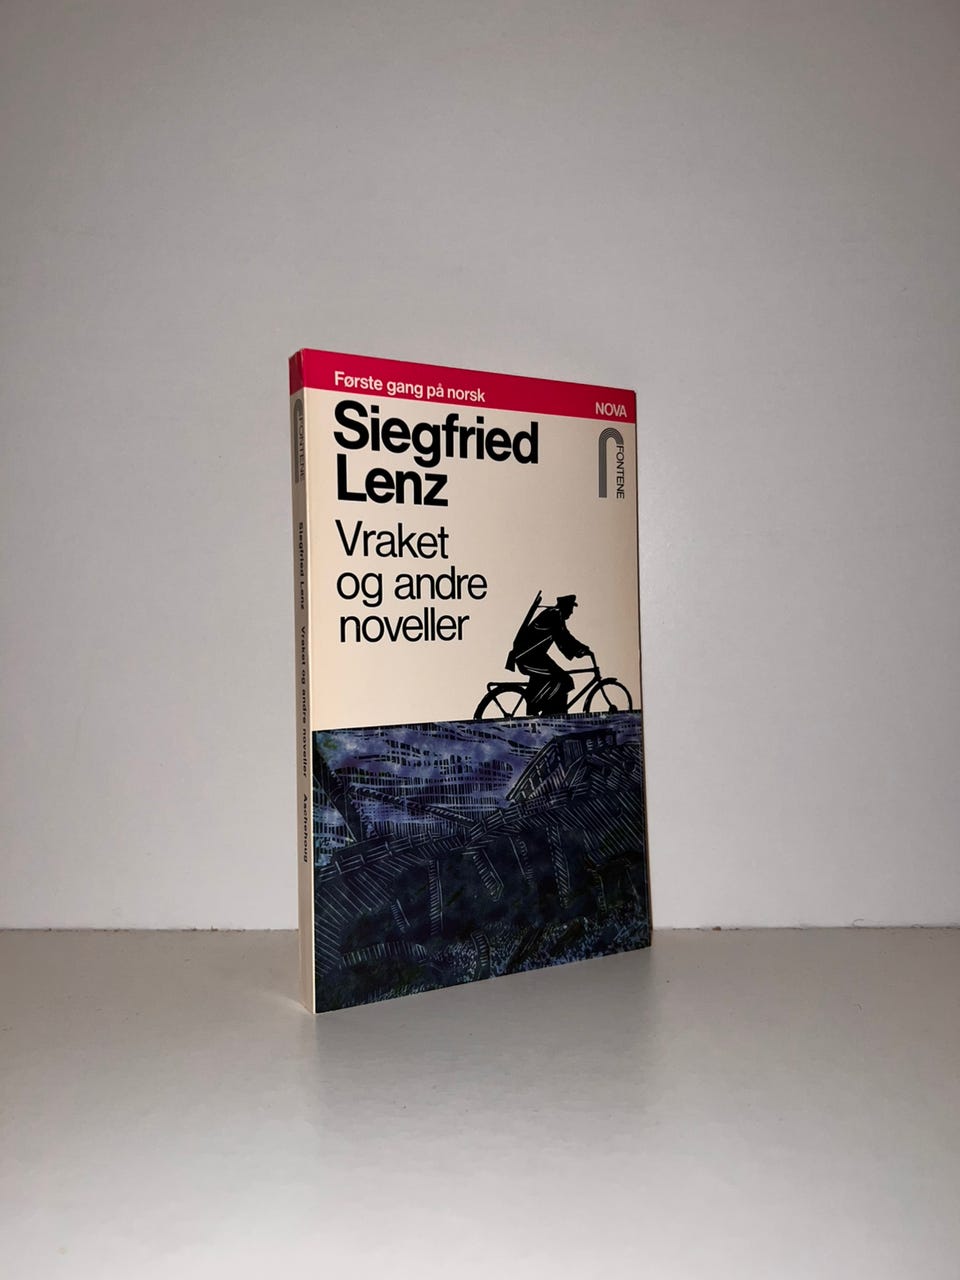 Første gang på norsk
NOVA
Siegfried
Lenz
FONTENE
Vraket
og andre
noveller
FONTENE
Siegfried Lenz Vraket og andre noveller Aschehoug